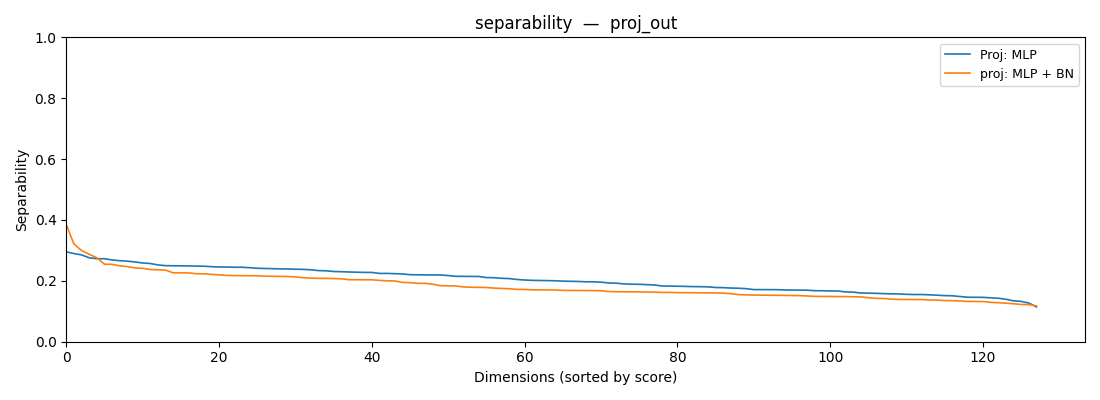 separability — proj_out
1.0
0.8
0.6
0.4
0.2
0.0
Separability
Proj: MLP
proj: MLP + BN
0 20 40 60 80 100 120
Dimensions (sorted by score)